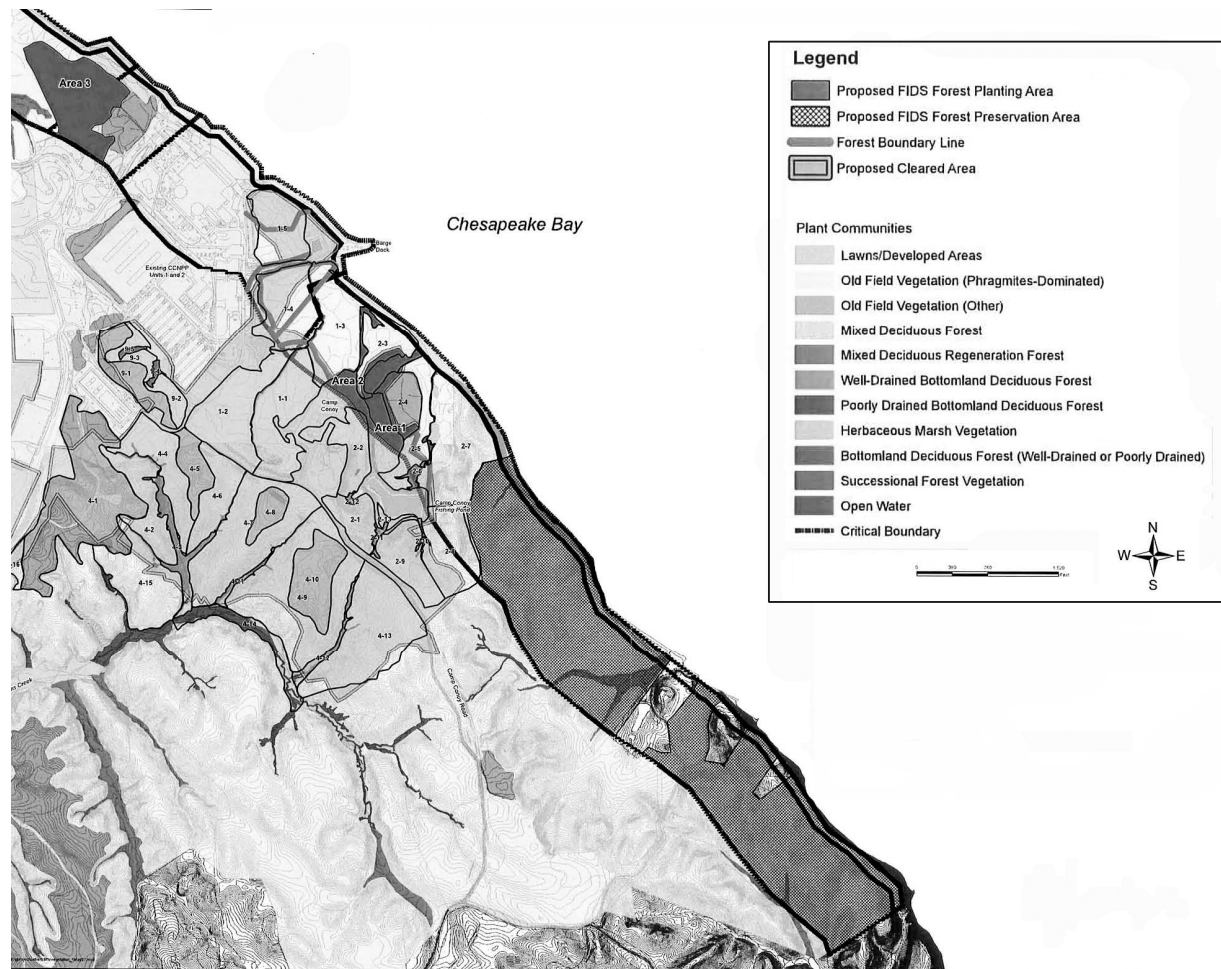 Area 3
Legend
Proposed FIDS Forest Planting Area
Proposed FIDS Forest Preservation Area
Forest Boundary Line
Proposed Cleared Area
Plant Communities
Lawns/Developed Areas
Old Field Vegetation (Phragmites-Dominated)
Old Field Vegetation (Other)
Mixed Deciduous Forest
Mixed Deciduous Regeneration Forest
Well-Drained Bottomland Deciduous Forest
Poorly Drained Bottomland Deciduous Forest
Herbaceous Marsh Vegetation
Bottomland Deciduous Forest (Well-Drained or Poorly Drained)
Successional Forest Vegetation
Open Water
Critical Boundary
N
W
E
S
Feet
Chesapeake Bay
Barge
Dock
Existing CCNPP
Units 1 and 2
1-5
1-4
1-3
2-3
9-3
9-1
9-2
1-2
1-1
Area 2
Camp
Conoy
2-4
Area 1
2-5
2-2
2-7
4-4
4-5
4-6
4-1
4-2
4-7
4-8
2-1
2-9
Camp Conoy
Fishing Pond
4-15
4-10
4-9
4-13
4-14
4-12
Camp Conoy Road
Creek